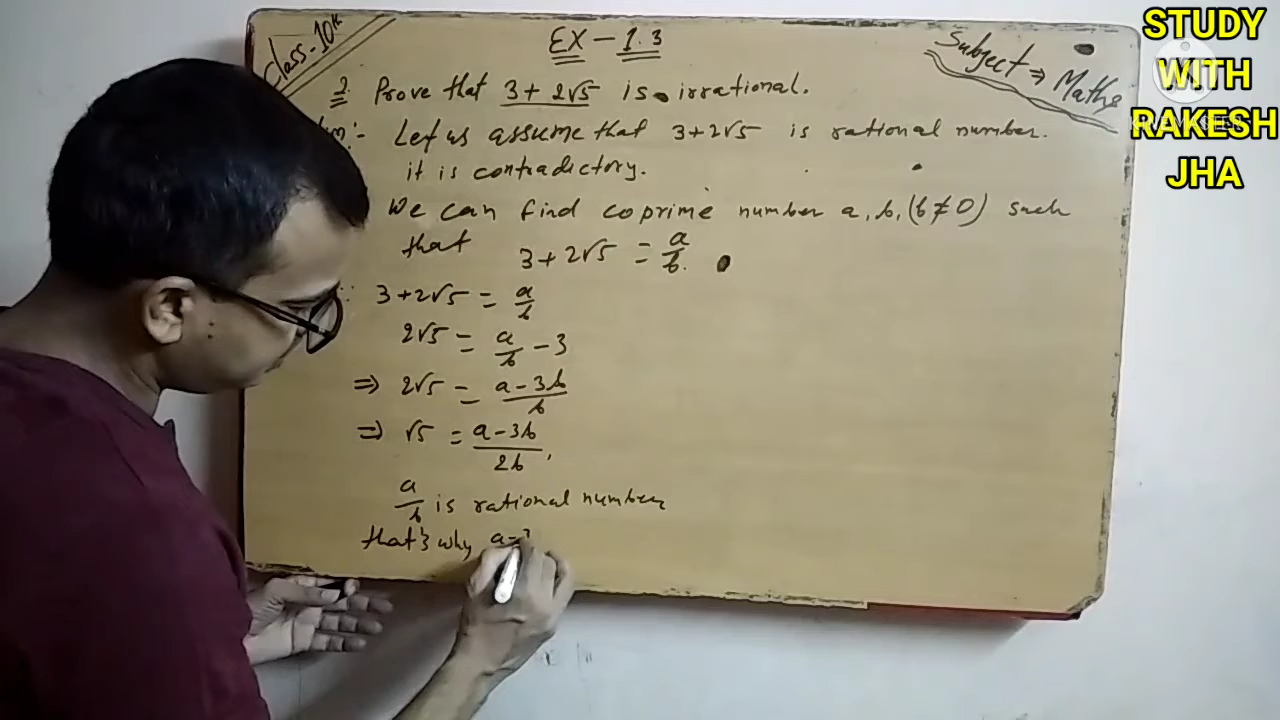 STUDY
WITH
RAKESH
JHA
Class-10th
EX-1.3
Subject ⇒ Maths
2. Prove that 3+2√5 is irrational.
Let us assume that 3+2√5 is rational number.
it is contradictory.
We can find coprime number a, b, (b≠0) such
that 3+2√5 = a/b.
3+2√5 = a/b
2√5 = a/b - 3
⇒ 2√5 = (a-3b)/b
⇒ √5 = (a-3b)/2b,
a/b is rational number
that's why a-3